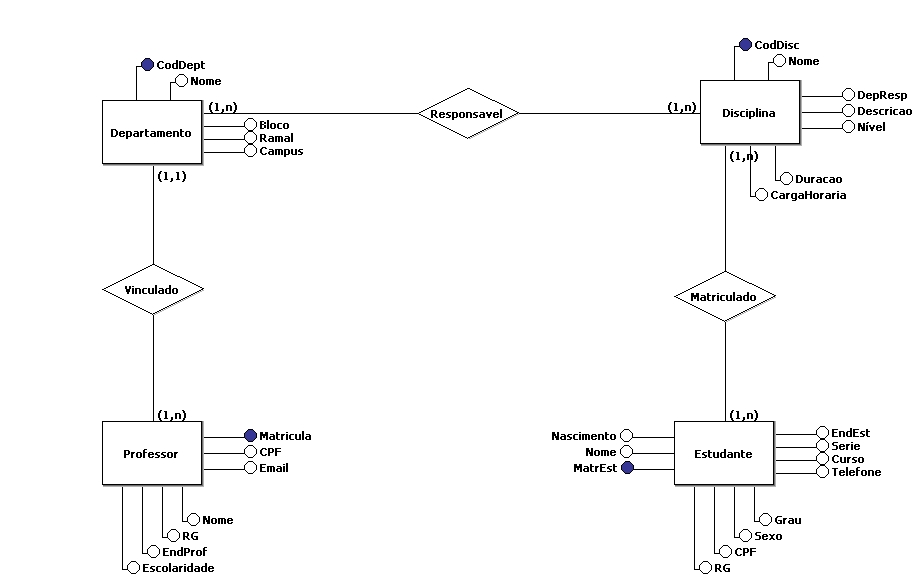 CodDept
Nome
Departamento
(1,n)
Bloco
Ramal
Campus
(1,1)
Responsavel
CodDisc
Nome
(1,n)
Disciplina
DepResp
Descricao
Nível
(1,n)
Duracao
CargaHoraria
Vinculado
Matriculado
(1,n)
Professor
Matricula
CPF
Email
Nome
RG
EndProf
Escolaridade
(1,n)
Nascimento
Nome
MatrEst
Estudante
EndEst
Serie
Curso
Telefone
Grau
Sexo
CPF
RG